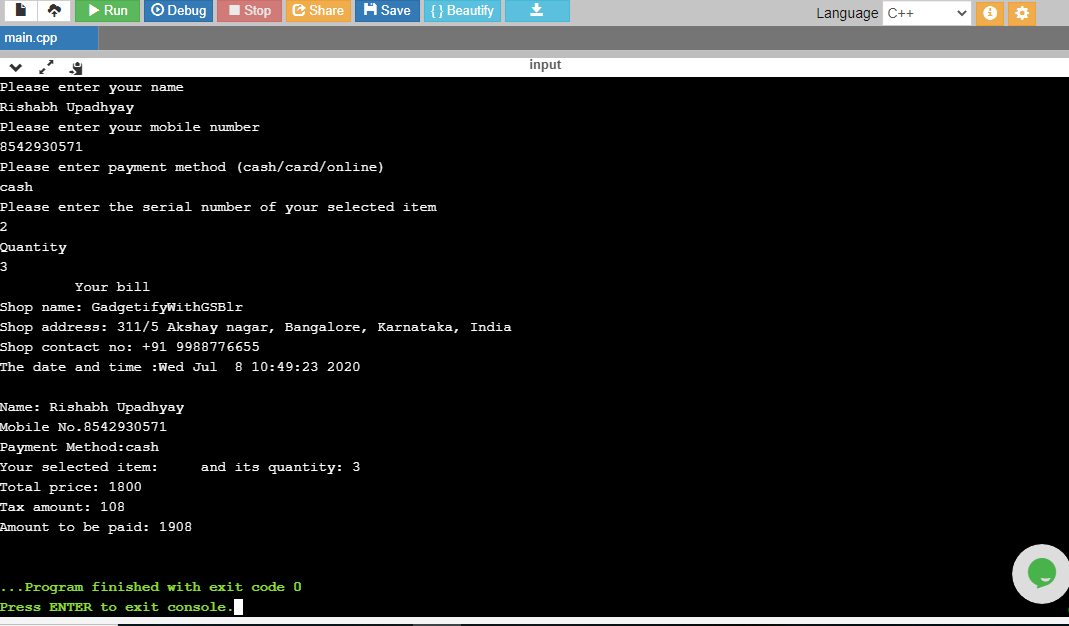 Run Debug Stop Share Save { } Beautify Language C++
main.cpp
input
Please enter your name
Rishabh Upadhyay
Please enter your mobile number
8542930571
Please enter payment method (cash/card/online)
cash
Please enter the serial number of your selected item
2
Quantity
3
Your bill
Shop name: GadgetifyWithGSBlr
Shop address: 311/5 Akshay nagar, Bangalore, Karnataka, India
Shop contact no: +91 9988776655
The date and time :Wed Jul  8 10:49:23 2020
Name: Rishabh Upadhyay
Mobile No.8542930571
Payment Method:cash
Your selected item:     and its quantity: 3
Total price: 1800
Tax amount: 108
Amount to be paid: 1908
...Program finished with exit code 0
Press ENTER to exit console.